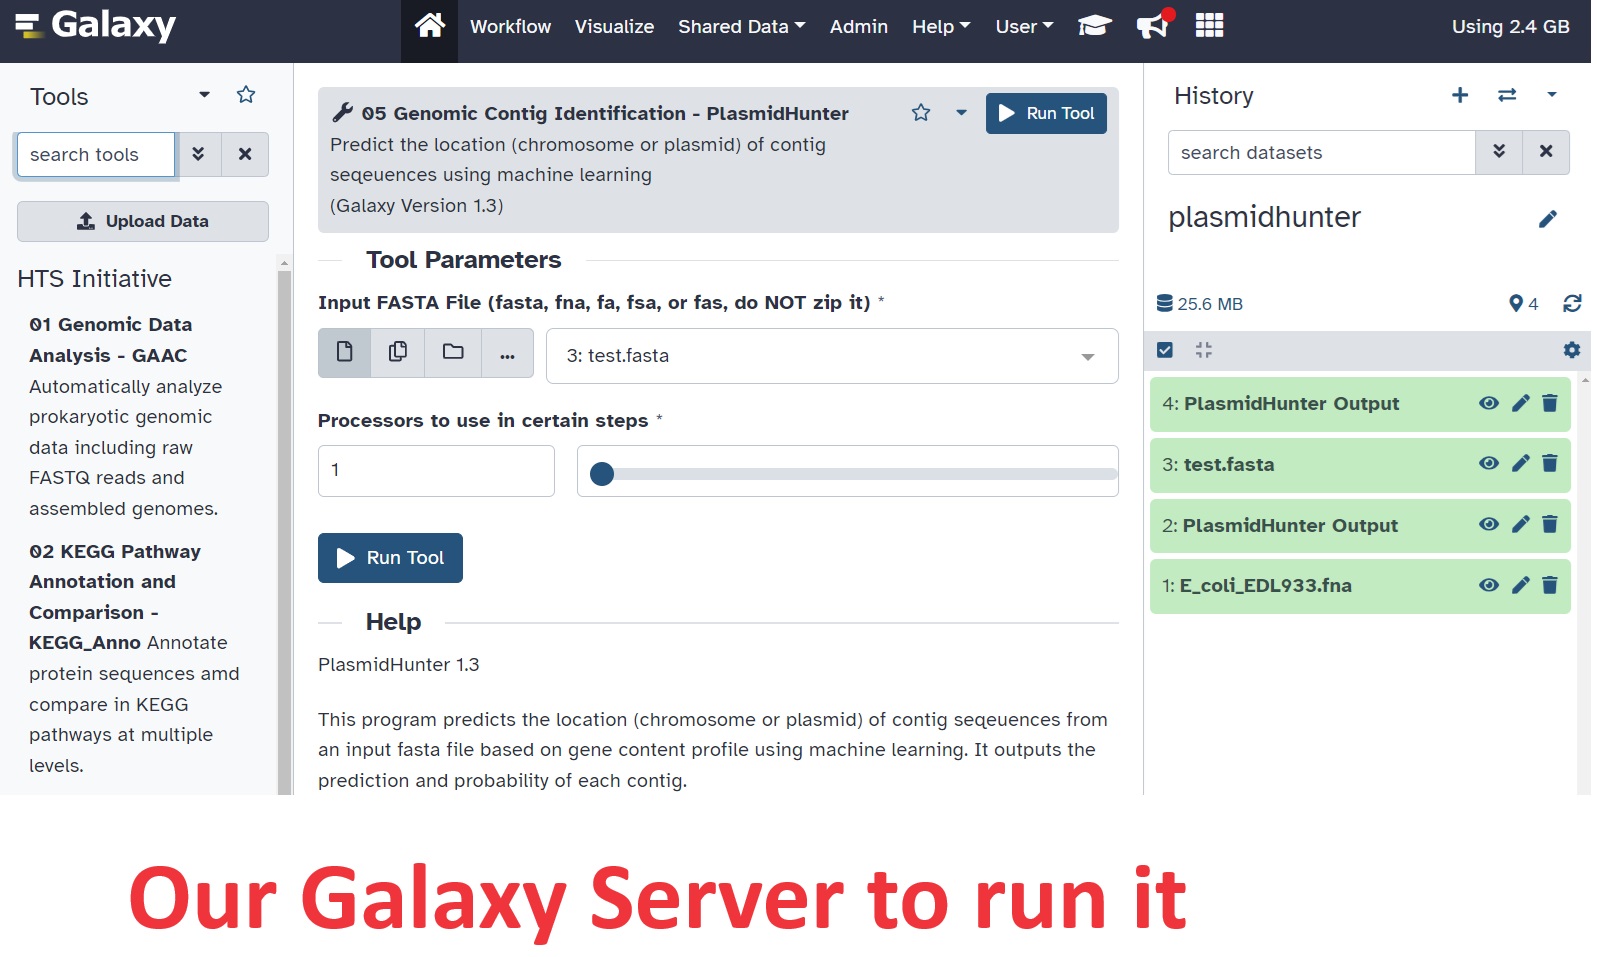 Galaxy
Workflow Visualize Shared Data Admin Help User Using 2.4 GB
Tools
search tools
Upload Data
HTS Initiative
01 Genomic Data
Analysis - GAAC
Automatically analyze
prokaryotic genomic
data including raw
FASTQ reads and
assembled genomes.
02 KEGG Pathway
Annotation and
Comparison -
KEGG_Anno Annotate
protein sequences amd
compare in KEGG
pathways at multiple
levels.
05 Genomic Contig Identification - PlasmidHunter
Run Tool
Predict the location (chromosome or plasmid) of contig
seqeuences using machine learning
(Galaxy Version 1.3)
Tool Parameters
Input FASTA File (fasta, fna, fa, fsa, or fas, do NOT zip it) *
... 3: test.fasta
Processors to use in certain steps *
1
Run Tool
Help
PlasmidHunter 1.3
This program predicts the location (chromosome or plasmid) of contig seqeuences from
an input fasta file based on gene content profile using machine learning. It outputs the
prediction and probability of each contig.
History
search datasets
plasmidhunter
25.6 MB 4
4: PlasmidHunter Output
3: test.fasta
2: PlasmidHunter Output
1: E_coli_EDL933.fna
Our Galaxy Server to run it